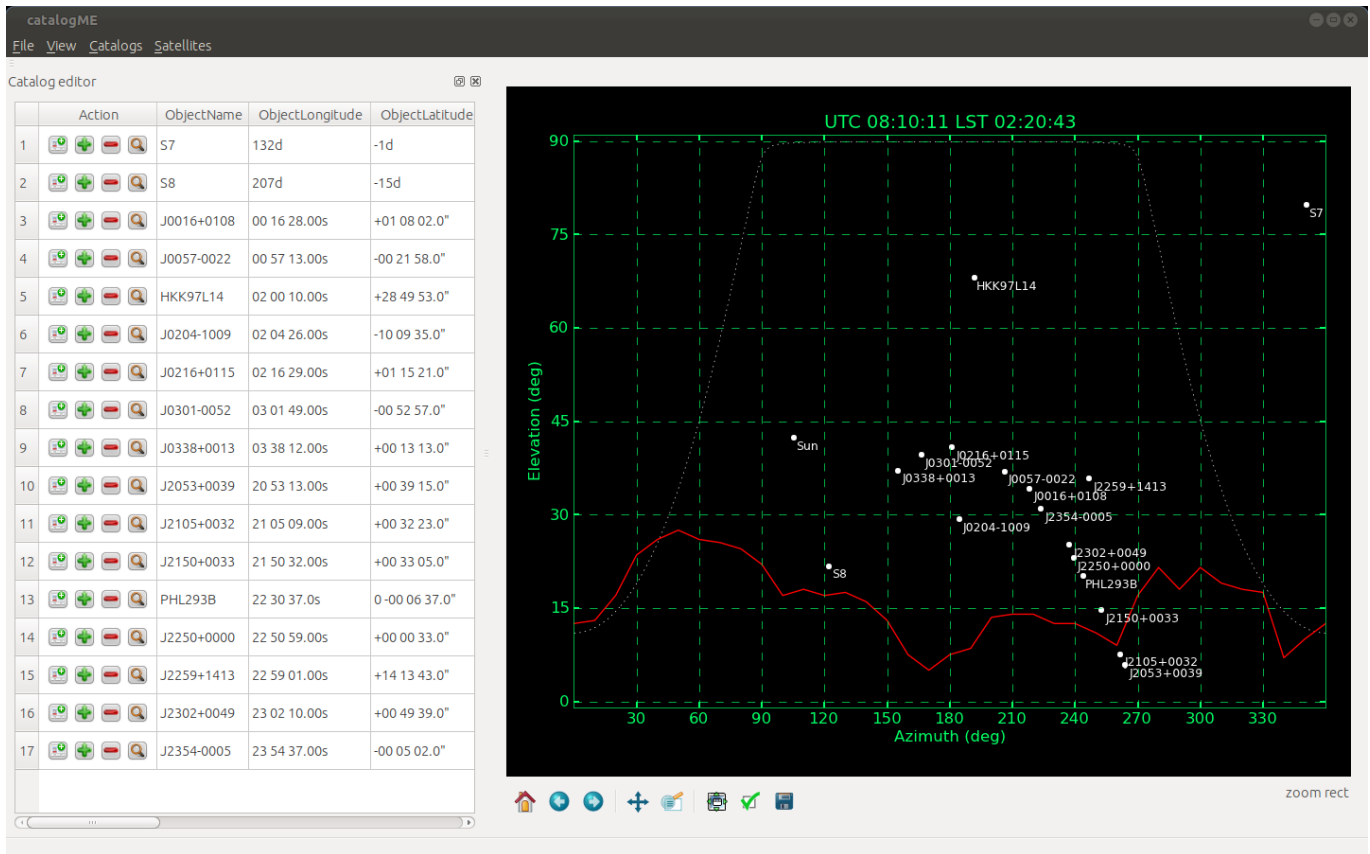 catalogME
File View Catalogs Satellites
Catalog editor
Action ObjectName ObjectLongitude ObjectLatitude
1 S7 132d -1d
2 S8 207d -15d
3 J0016+0108 00 16 28.00s +01 08 02.0"
4 J0057-0022 00 57 13.00s -00 21 58.0"
5 HKK97L14 02 00 10.00s +28 49 53.0"
6 J0204-1009 02 04 26.00s -10 09 35.0"
7 J0216+0115 02 16 29.00s +01 15 21.0"
8 J0301-0052 03 01 49.00s -00 52 57.0"
9 J0338+0013 03 38 12.00s +00 13 13.0"
10 J2053+0039 20 53 13.00s +00 39 15.0"
11 J2105+0032 21 05 09.00s +00 32 23.0"
12 J2150+0033 21 50 32.00s +00 33 05.0"
13 PHL293B 22 30 37.0s 0 -00 06 37.0"
14 J2250+0000 22 50 59.00s +00 00 33.0"
15 J2259+1413 22 59 01.00s +14 13 43.0"
16 J2302+0049 23 02 10.00s +00 49 39.0"
17 J2354-0005 23 54 37.00s -00 05 02.0"
UTC 08:10:11 LST 02:20:43
90
75
60
45
30
15
0
Elevation (deg)
S7
HKK97L14
Sun
J0216+0115
J0301-0052
J0338+0013
J0057-0022
J2259+1413
J0016+0108
J2354-0005
J0204-1009
J2302+0049
J2250+0000
S8
PHL293B
J2150+0033
J2105+0032
J2053+0039
30 60 90 120 150 180 210 240 270 300 330
Azimuth (deg)
zoom rect